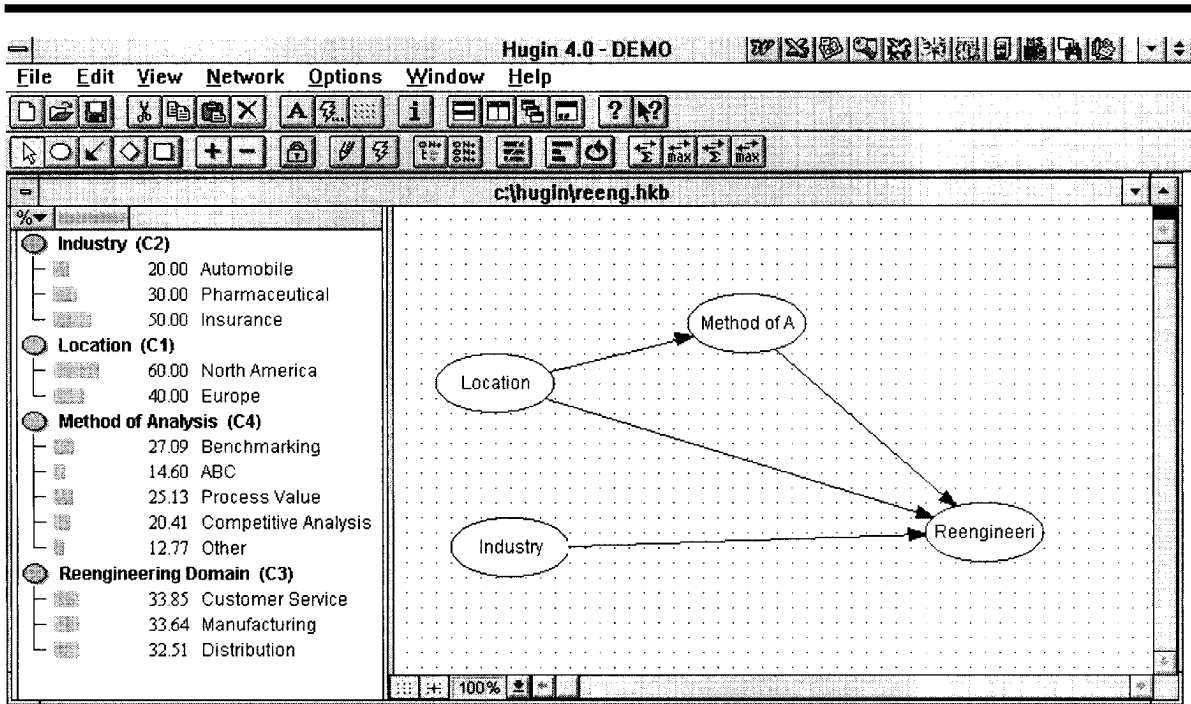 Hugin 4.0 - DEMO
File Edit View Network Options Window Help
A i ? ?
Σ max Σ max
c:\hugin\reeng.hkb
%
Industry (C2)
20.00 Automobile
30.00 Pharmaceutical
50.00 Insurance
Location (C1)
60.00 North America
40.00 Europe
Method of Analysis (C4)
27.09 Benchmarking
14.60 ABC
25.13 Process Value
20.41 Competitive Analysis
12.77 Other
Reengineering Domain (C3)
33.85 Customer Service
33.64 Manufacturing
32.51 Distribution
Method of A
Location
Industry
Reengineeri
100%